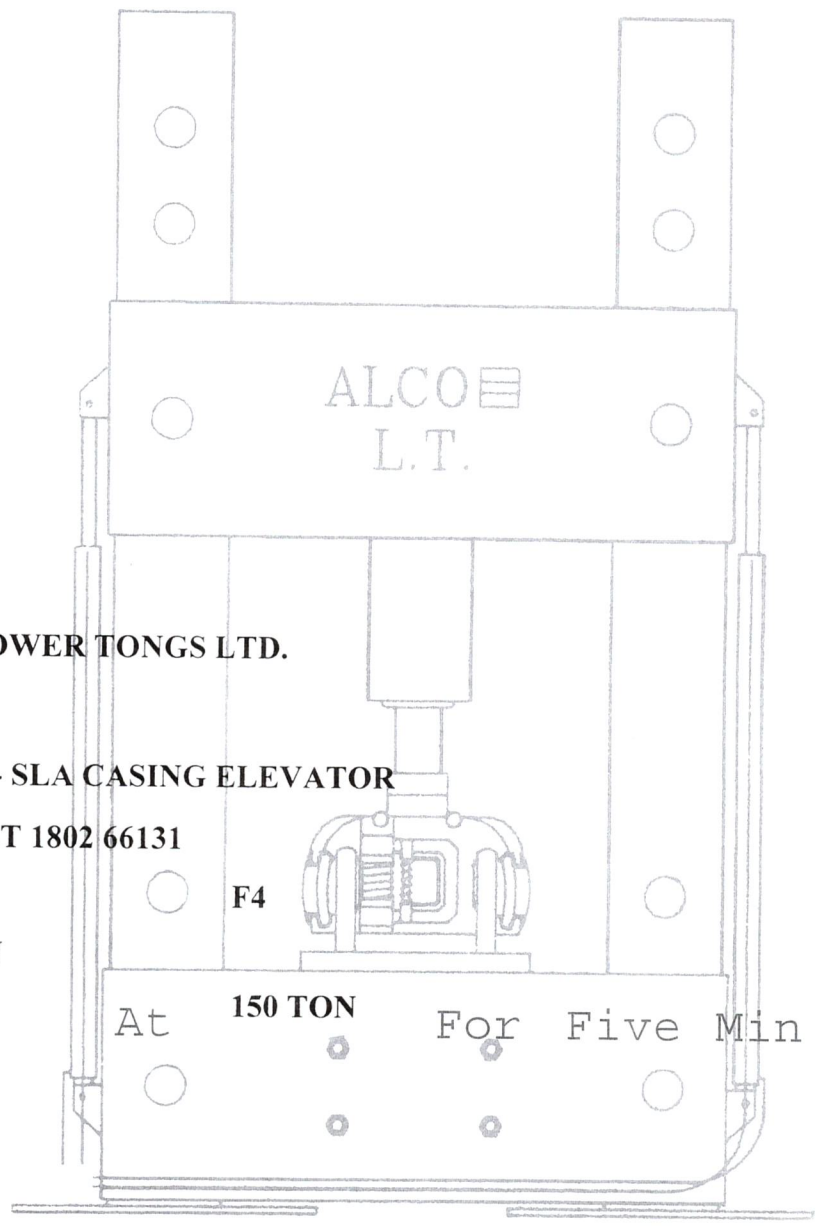 ALCO
L.T.
OWER TONGS LTD.
SLA CASING ELEVATOR
T 1802 66131
F4
150 TON
At For Five Min